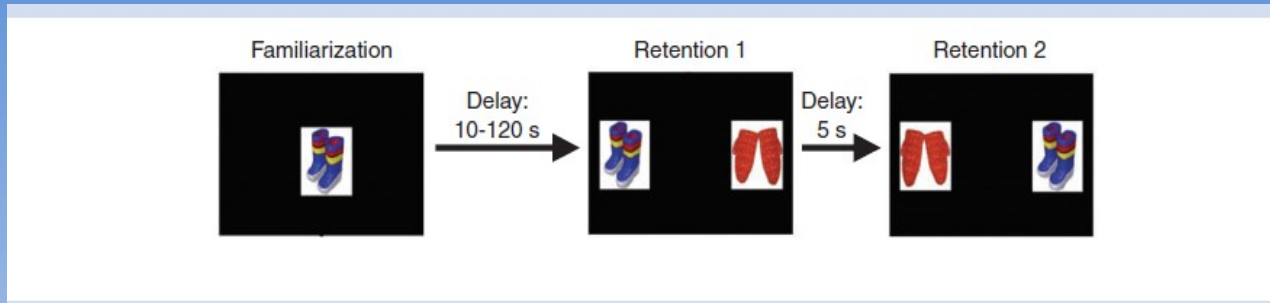 Familiarization
Delay:
10-120 s
Retention 1
Delay:
5 s
Retention 2